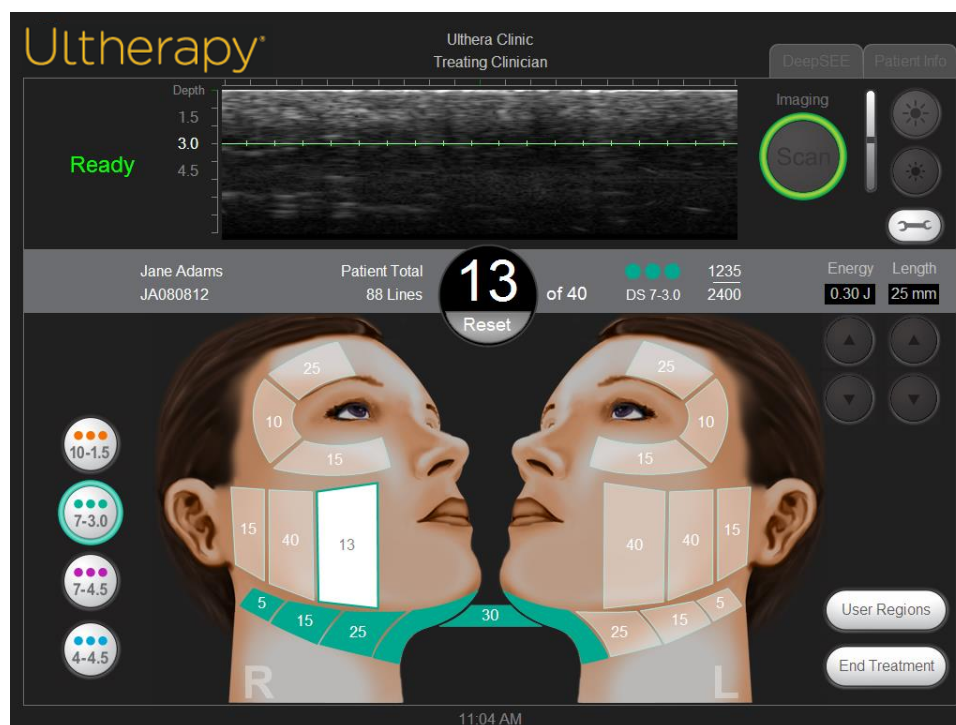 Ultherapy
Ulthera Clinic
Treating Clinician
DeepSEE
Patient Info
Depth
1.5
3.0
4.5
Ready
Imaging
Scan
Jane Adams
JA080812
Patient Total
88 Lines
13
of 40
Reset
DS 7-3.0
1235
2400
Energy
0.30 J
Length
25 mm
25
10
15
15
40
13
5
15
25
30
25
10
15
40
40
15
25
15
5
10-1.5
7-3.0
7-4.5
4-4.5
User Regions
End Treatment
R
L
11:04 AM